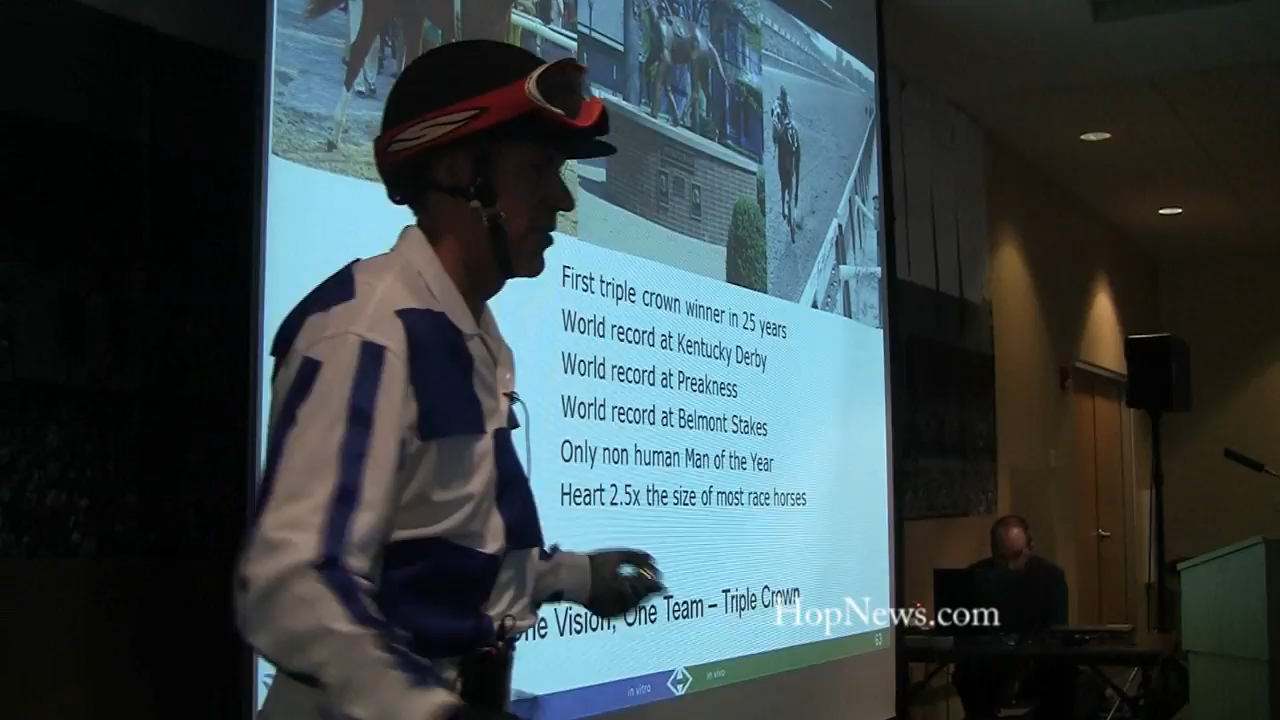 First triple crown winner in 25 years
World record at Kentucky Derby
World record at Preakness
World record at Belmont Stakes
Only non human Man of the Year
Heart 2.5x the size of most race horses
One Vision, One Team – Triple Crown
HopNews.com
63
in vitro
in vivo